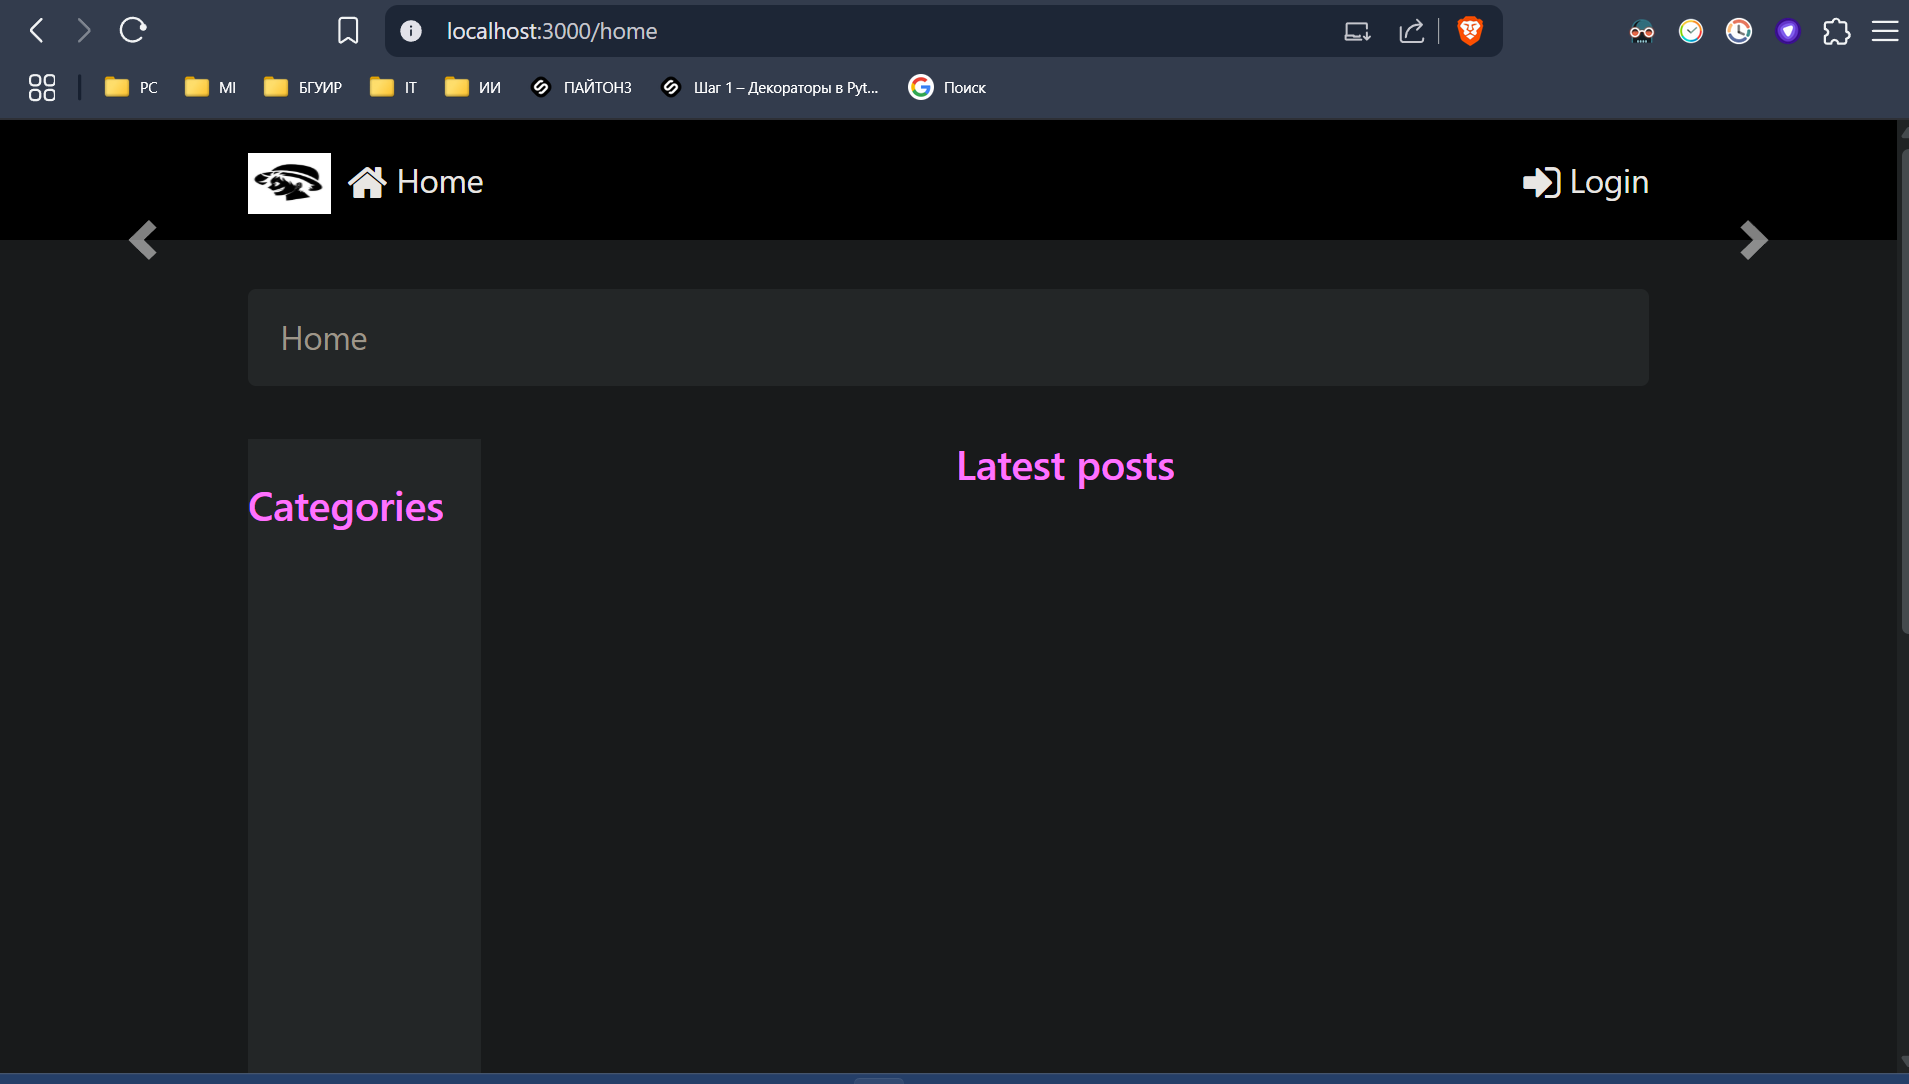 localhost:3000/home
PC
MI
БГУИР
IT
ИИ
ПАЙТОН3
Шаг 1 – Декораторы в Pyt...
Поиск
Home
Login
Home
Categories
Latest posts